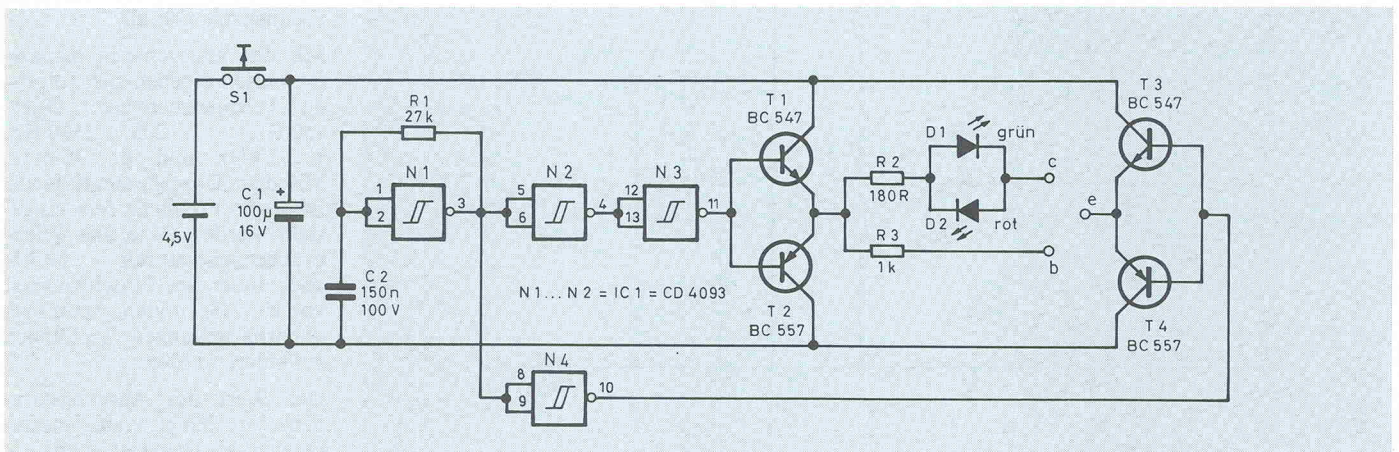 S1
R1
27k
C1
+
100µ
16V
4,5V
C2
150n
100V
1
2
N1
3
5
6
N2
4
12
13
N3
11
N1...N2 = IC1 = CD4093
8
9
N4
10
T1
BC 547
T2
BC 557
R2
180R
R3
1k
D1
grün
D2
rot
c
b
e
T3
BC 547
T4
BC 557